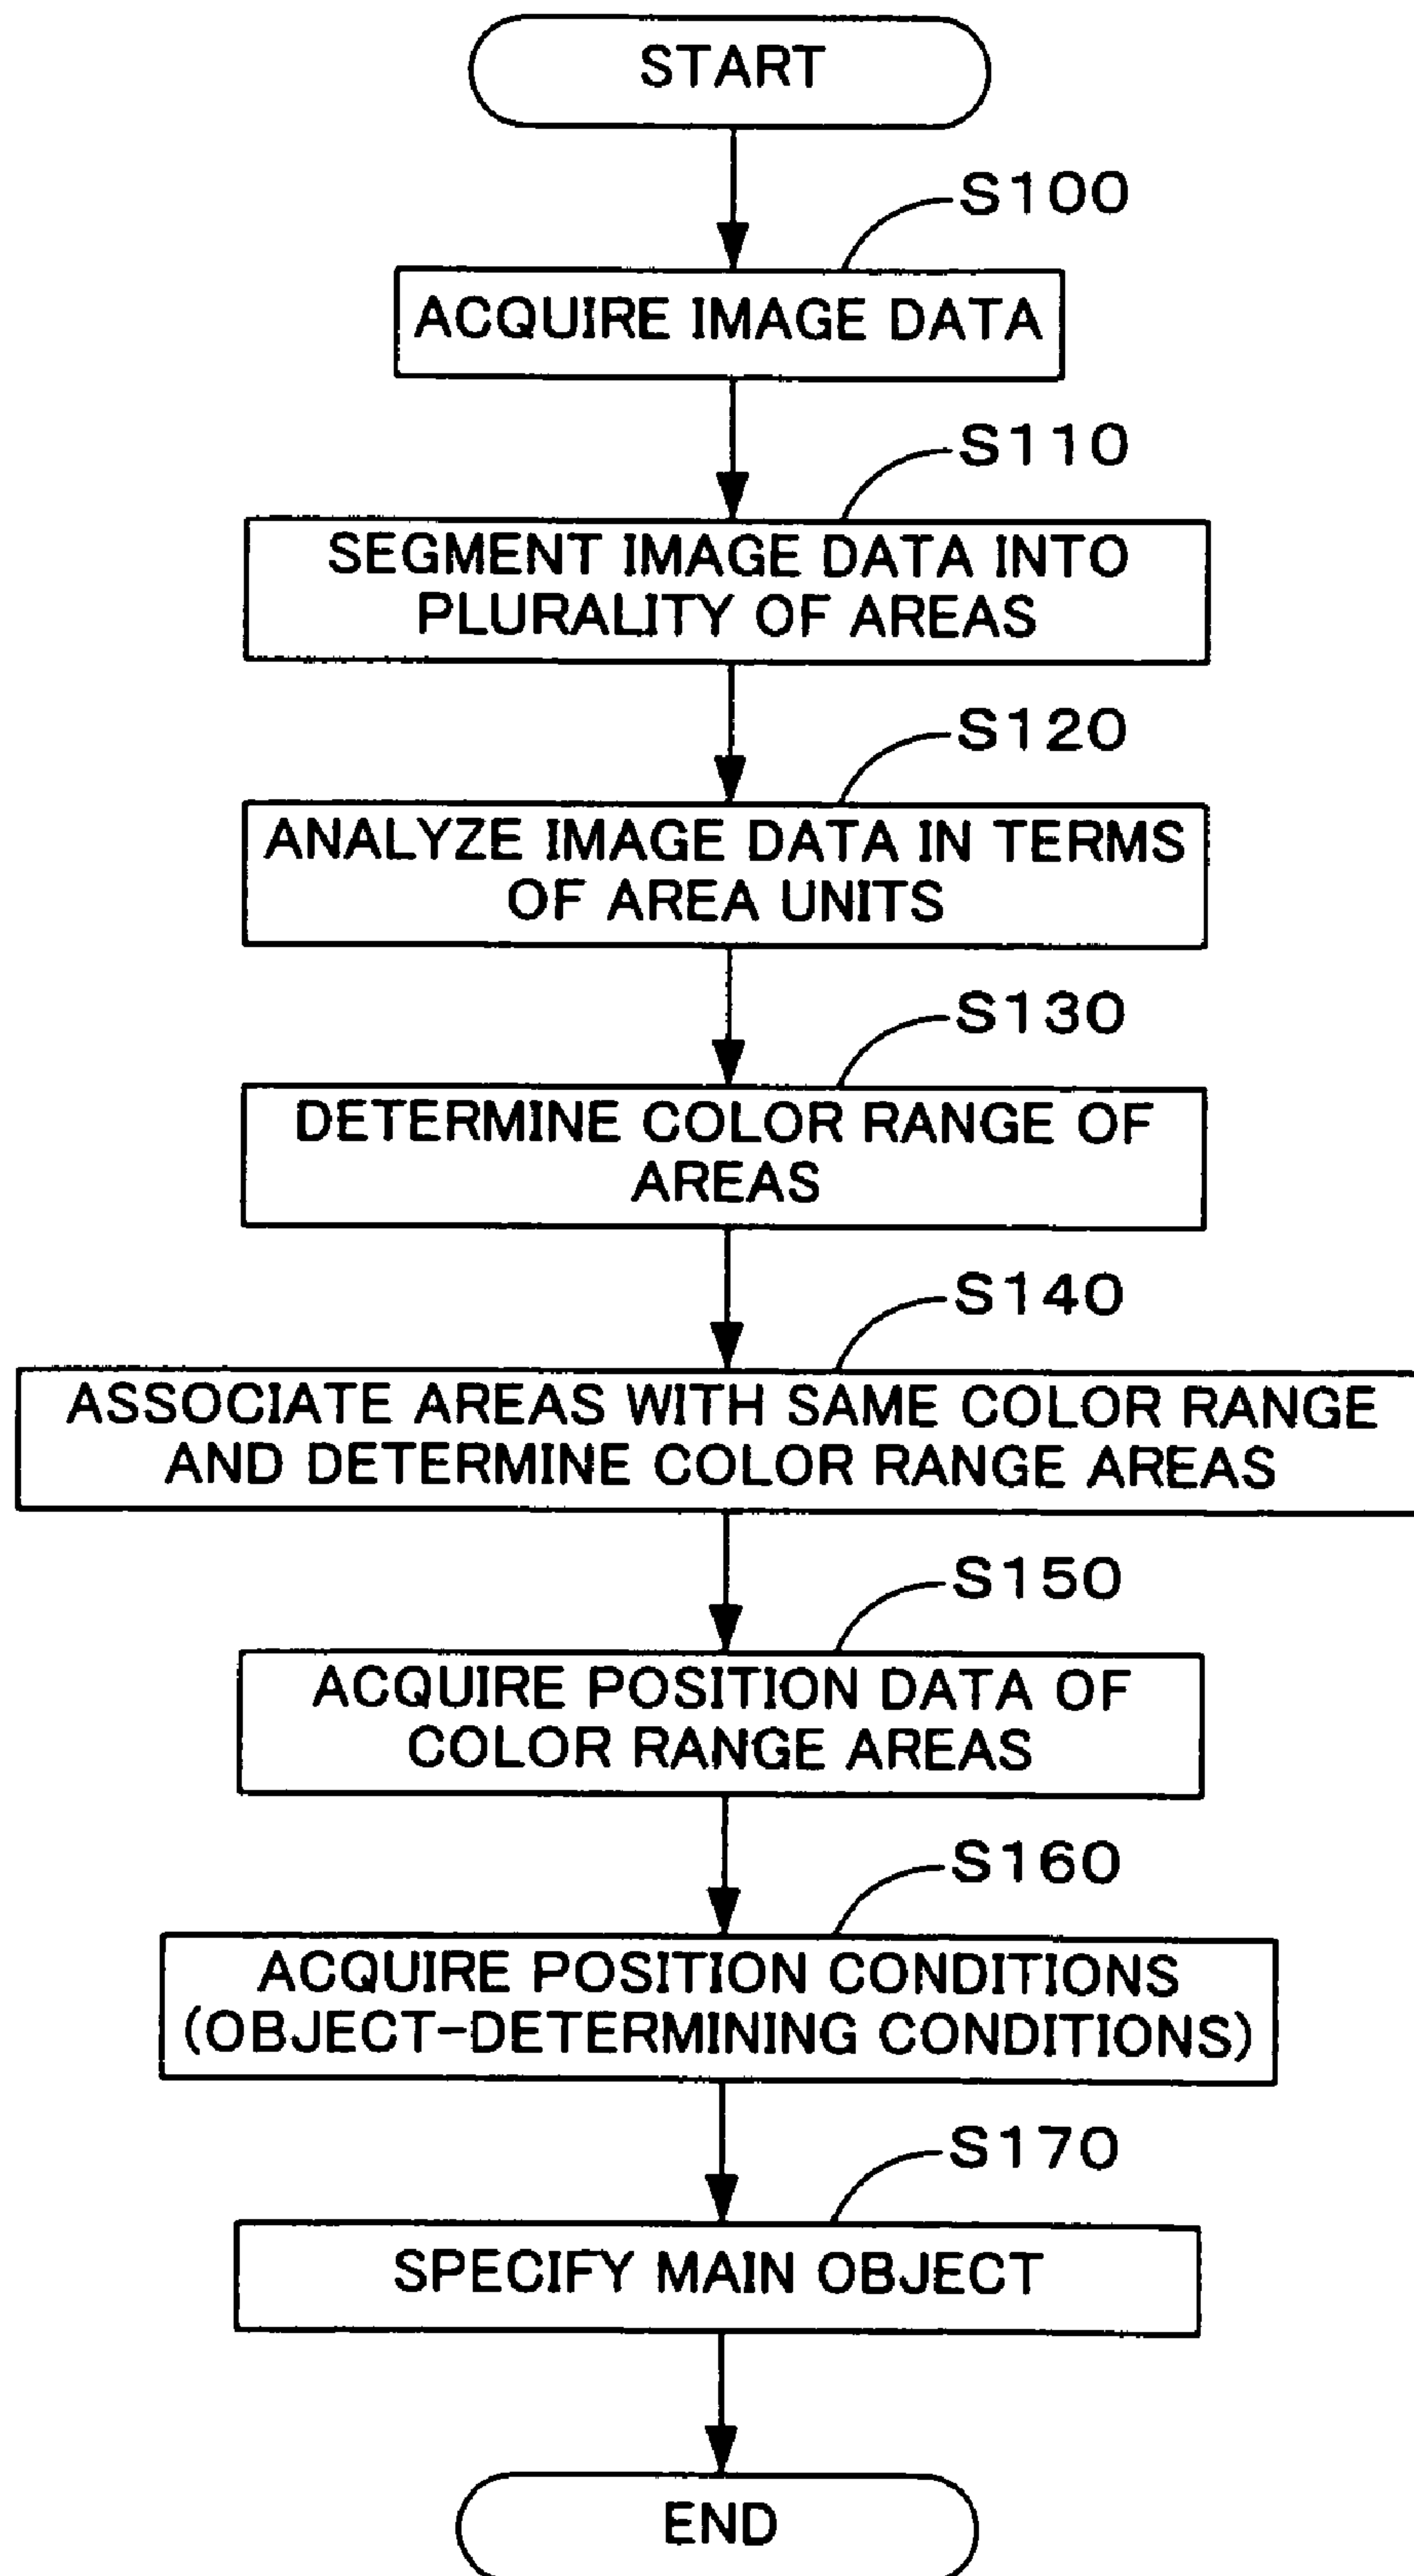 START
S100
ACQUIRE IMAGE DATA
S110
SEGMENT IMAGE DATA INTO
PLURALITY OF AREAS
S120
ANALYZE IMAGE DATA IN TERMS
OF AREA UNITS
S130
DETERMINE COLOR RANGE OF
AREAS
S140
ASSOCIATE AREAS WITH SAME COLOR RANGE
AND DETERMINE COLOR RANGE AREAS
S150
ACQUIRE POSITION DATA OF
COLOR RANGE AREAS
S160
ACQUIRE POSITION CONDITIONS
(OBJECT-DETERMINING CONDITIONS)
S170
SPECIFY MAIN OBJECT
END